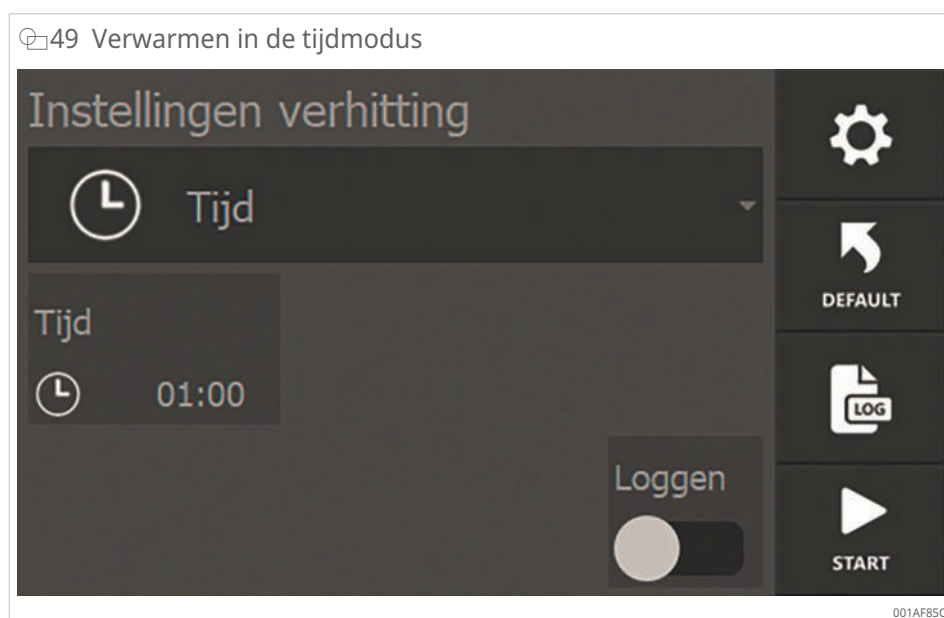 49 Verwarmen in de tijdmodus
Instellingen verhitting
Tijd
DEFAULT
Tijd
01:00
LOG
Loggen
START
001AF85C